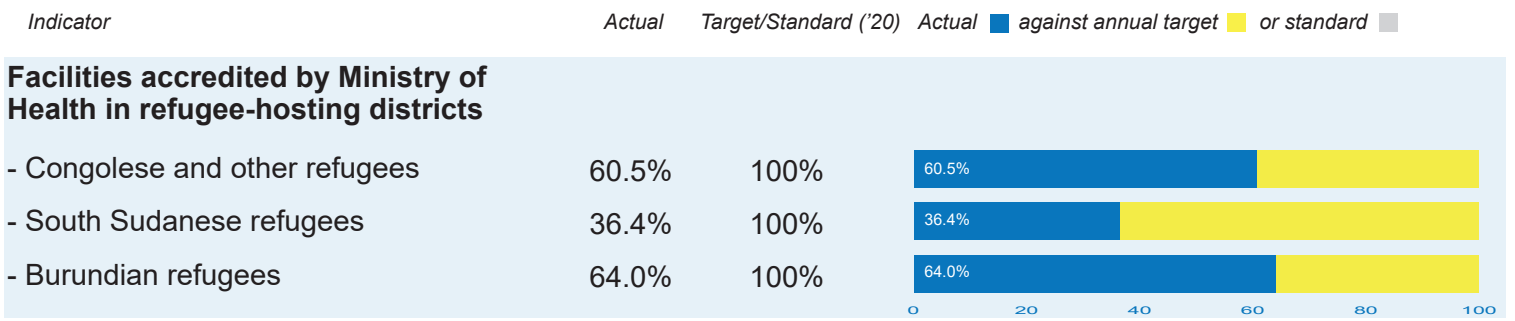 Indicator Actual Target/Standard (’20) Actual against annual target or standard
Facilities accredited by Ministry of
Health in refugee-hosting districts
- Congolese and other refugees 60.5% 100% 60.5%
- South Sudanese refugees 36.4% 100% 36.4%
- Burundian refugees 64.0% 100% 64.0%
0 20 40 60 80 100